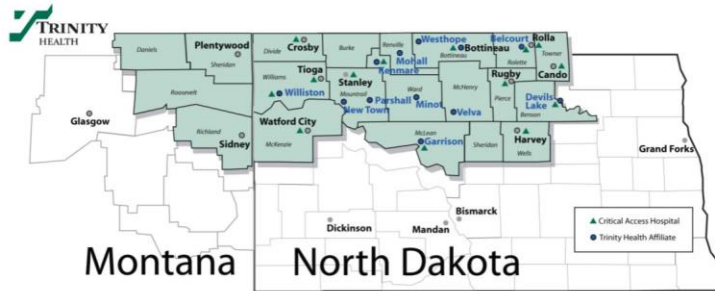 TRINITY
HEALTH
Daniels
Plentywood
Sheridan
Divide
Crosby
Burke
Renville
Westhope
Mohall
Kenmare
Bottineau
Bottineau
Belcourt
Rolla
Rolette
Towner
Cando
Roosevelt
Williams
Tioga
Williston
Stanley
Mountrail
New Town
Parshall
Ward
Minot
McHenry
Velva
Rugby
Pierce
Benson
Devils
Lake
Glasgow
Richland
Sidney
Watford City
McKenzie
McLean
Garrison
Sheridan
Harvey
Wells
Grand Forks
Dickinson
Mandan
Bismarck
Critical Access Hospital
Trinity Health Affiliate
Montana
North Dakota